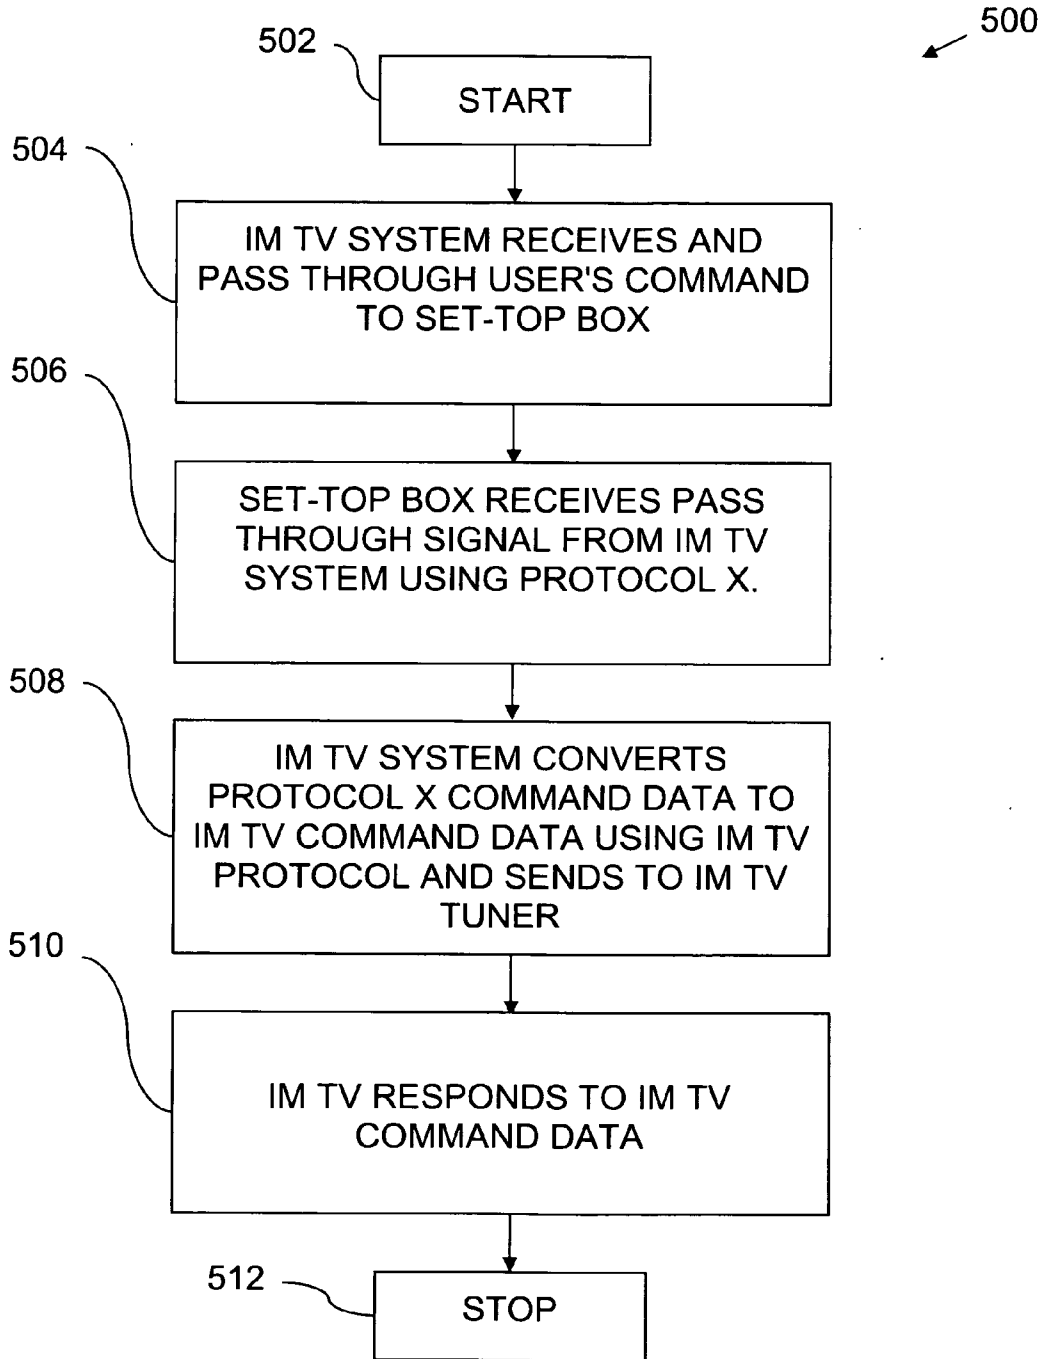 500
502
START
504
IM TV SYSTEM RECEIVES AND
PASS THROUGH USER'S COMMAND
TO SET-TOP BOX
506
SET-TOP BOX RECEIVES PASS
THROUGH SIGNAL FROM IM TV
SYSTEM USING PROTOCOL X.
508
IM TV SYSTEM CONVERTS
PROTOCOL X COMMAND DATA TO
IM TV COMMAND DATA USING IM TV
PROTOCOL AND SENDS TO IM TV
TUNER
510
IM TV RESPONDS TO IM TV
COMMAND DATA
512
STOP